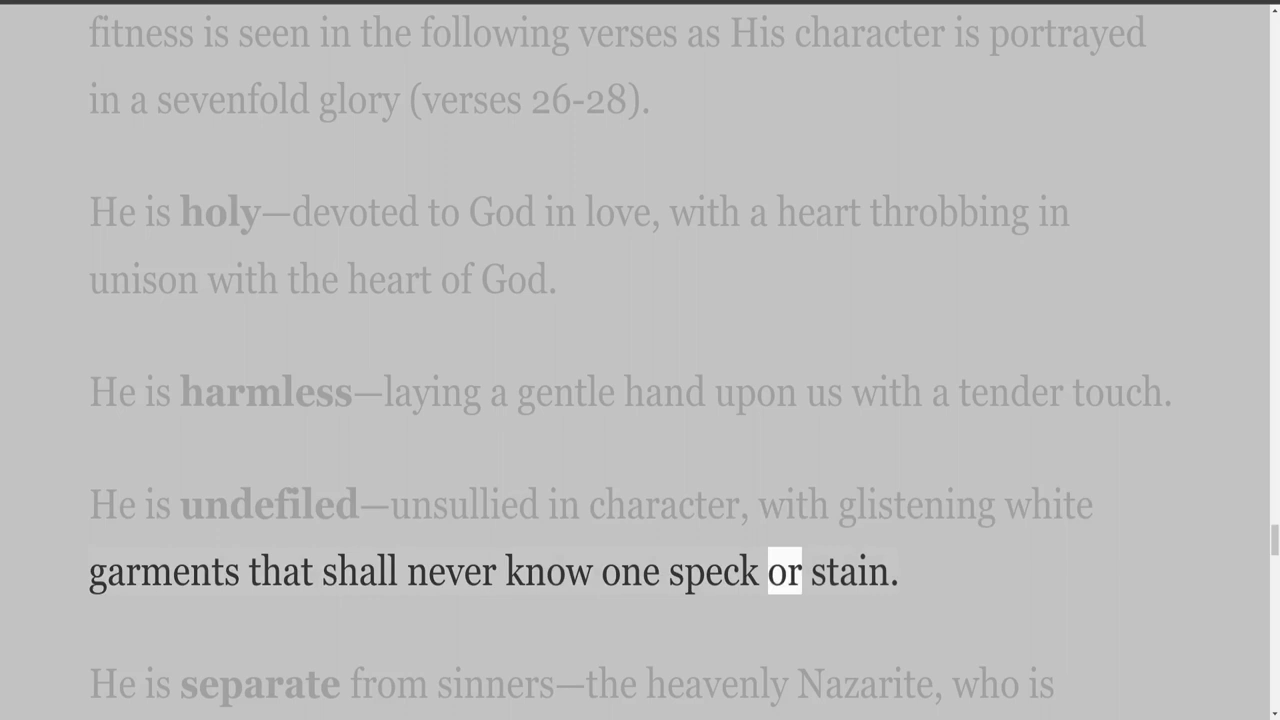 fitness is seen in the following verses as His character is portrayed
in a sevenfold glory (verses 26-28).
He is holy—devoted to God in love, with a heart throbbing in
unison with the heart of God.
He is harmless—laying a gentle hand upon us with a tender touch.
He is undefiled—unsullied in character, with glistening white
garments that shall never know one speck or stain.
He is separate from sinners—the heavenly Nazarite, who is